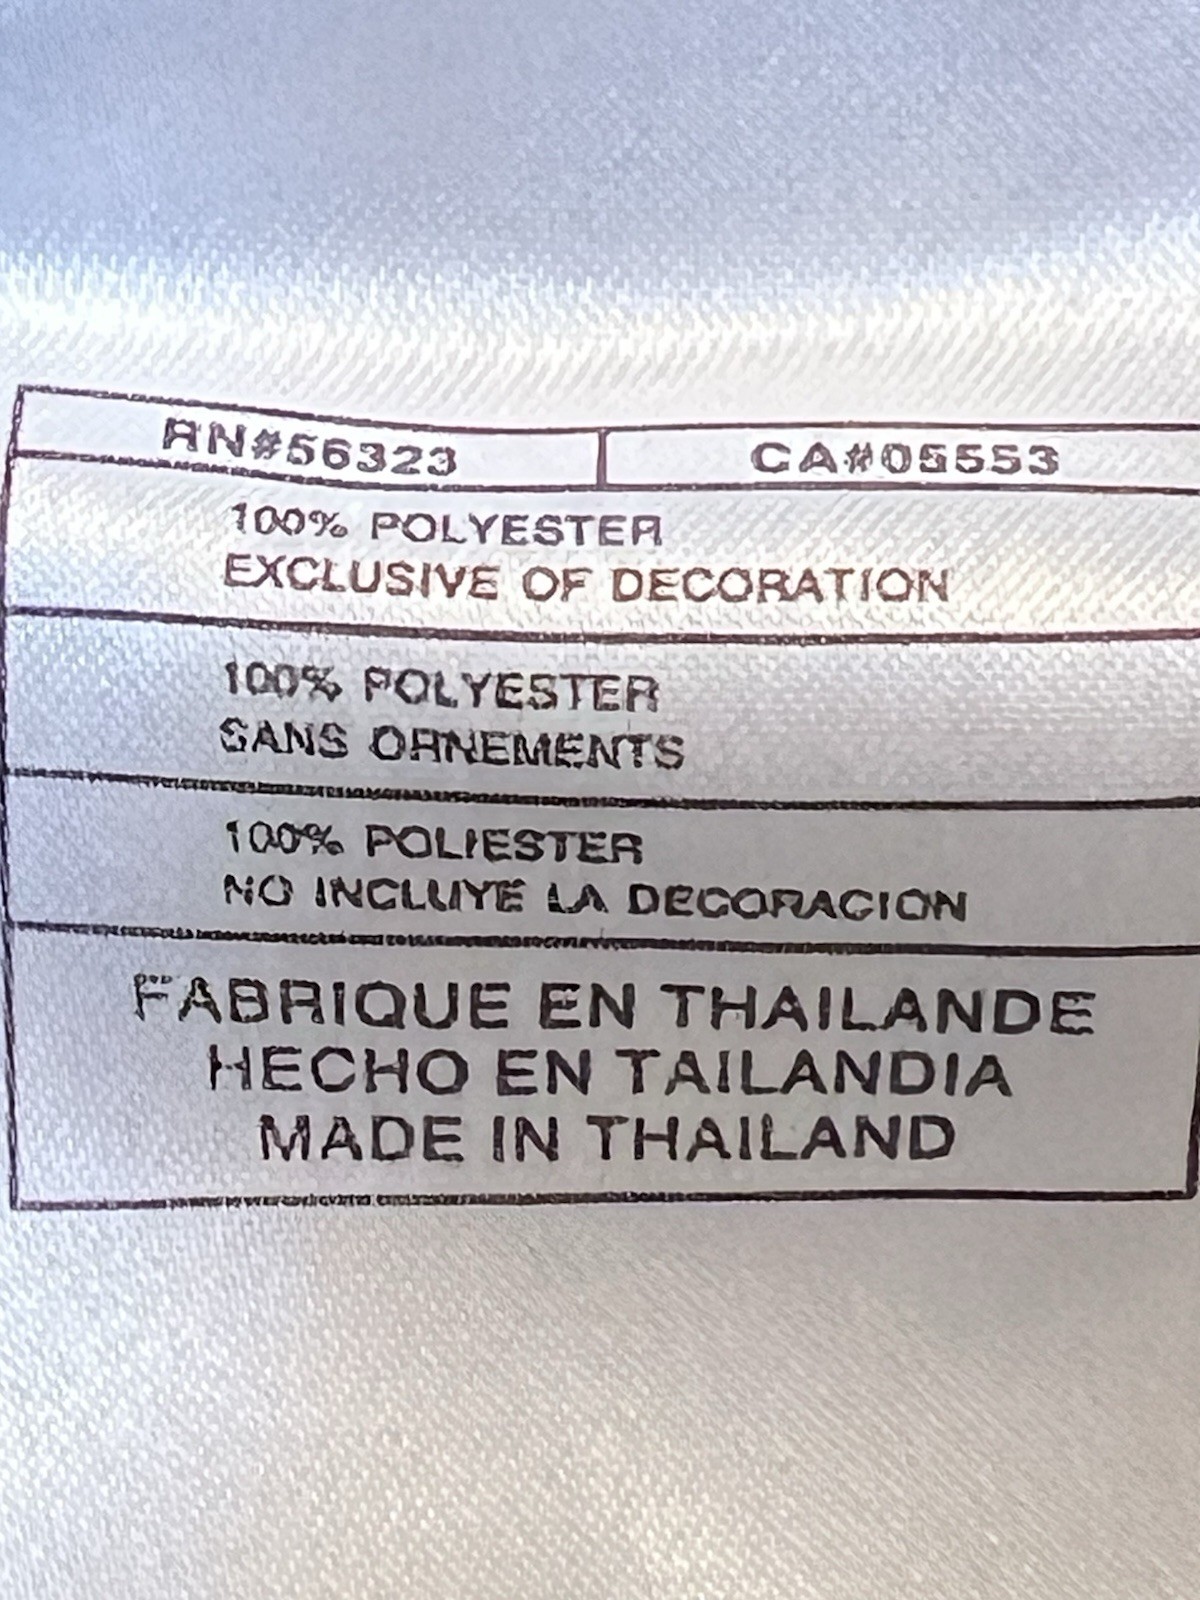 RN#56323 CA#05553
100% POLYESTER
EXCLUSIVE OF DECORATION
100% POLYESTER
SANS ORNEMENTS
100% POLIESTER
NO INCLUYE LA DECORACION
FABRIQUE EN THAILANDE
HECHO EN TAILANDIA
MADE IN THAILAND